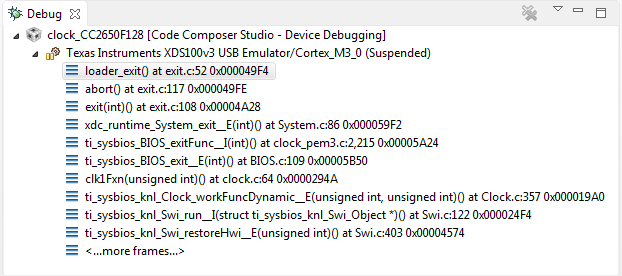 Debug
clock_CC2650F128 [Code Composer Studio - Device Debugging]
Texas Instruments XDS100v3 USB Emulator/Cortex_M3_0 (Suspended)
loader_exit() at exit.c:52 0x000049F4
abort() at exit.c:117 0x000049FE
exit(int)() at exit.c:108 0x00004A28
xdc_runtime_System_exit__E(int)() at System.c:86 0x000059F2
ti_sysbios_BIOS_exitFunc__I(int)() at clock_pem3.c:2,215 0x00005A24
ti_sysbios_BIOS_exit__E(int)() at BIOS.c:109 0x00005B50
clk1Fxn(unsigned int)() at clock.c:64 0x0000294A
ti_sysbios_knl_Clock_workFuncDynamic__E(unsigned int, unsigned int)() at Clock.c:357 0x000019A0
ti_sysbios_knl_Swi_run__I(struct ti_sysbios_knl_Swi_Object *)() at Swi.c:122 0x000024F4
ti_sysbios_knl_Swi_restoreHwi__E(unsigned int)() at Swi.c:403 0x00004574
<...more frames...>